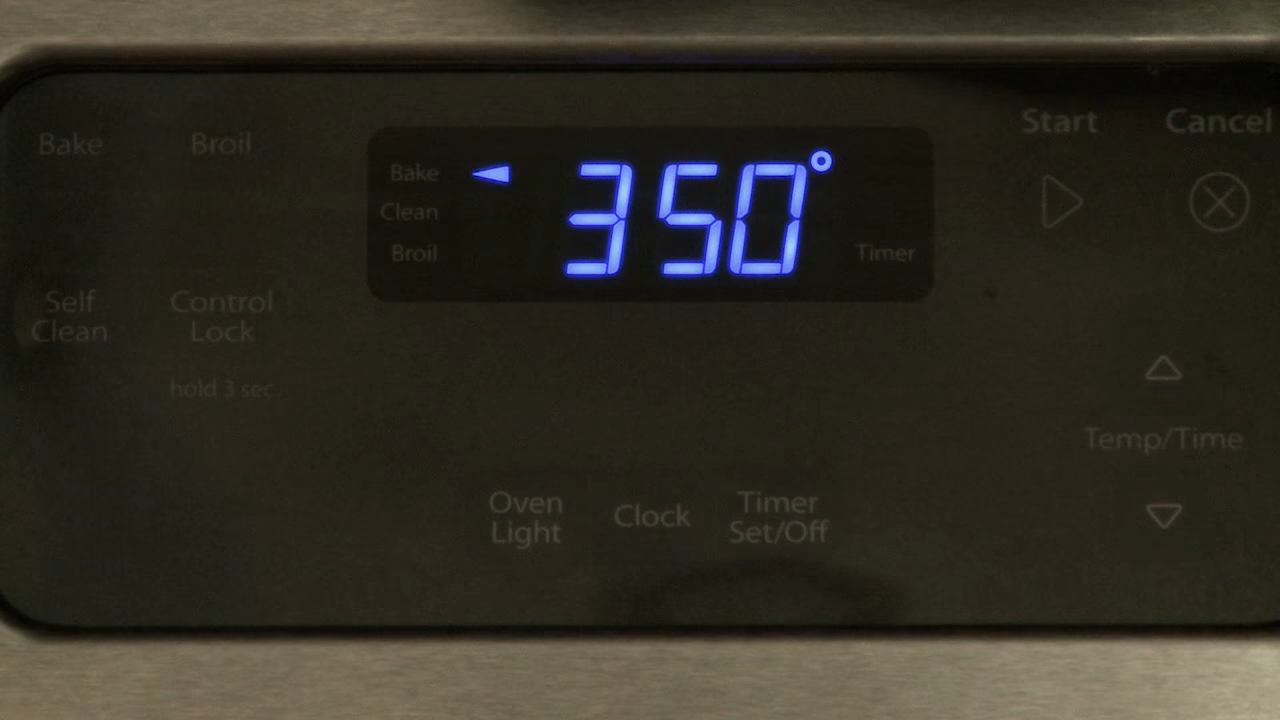 Bake Broil
Self
Clean
Control
Lock
hold 3 sec
Bake
Clean
Broil
350°
Timer
Start Cancel
Temp/Time
Oven
Light
Clock
Timer
Set/Off